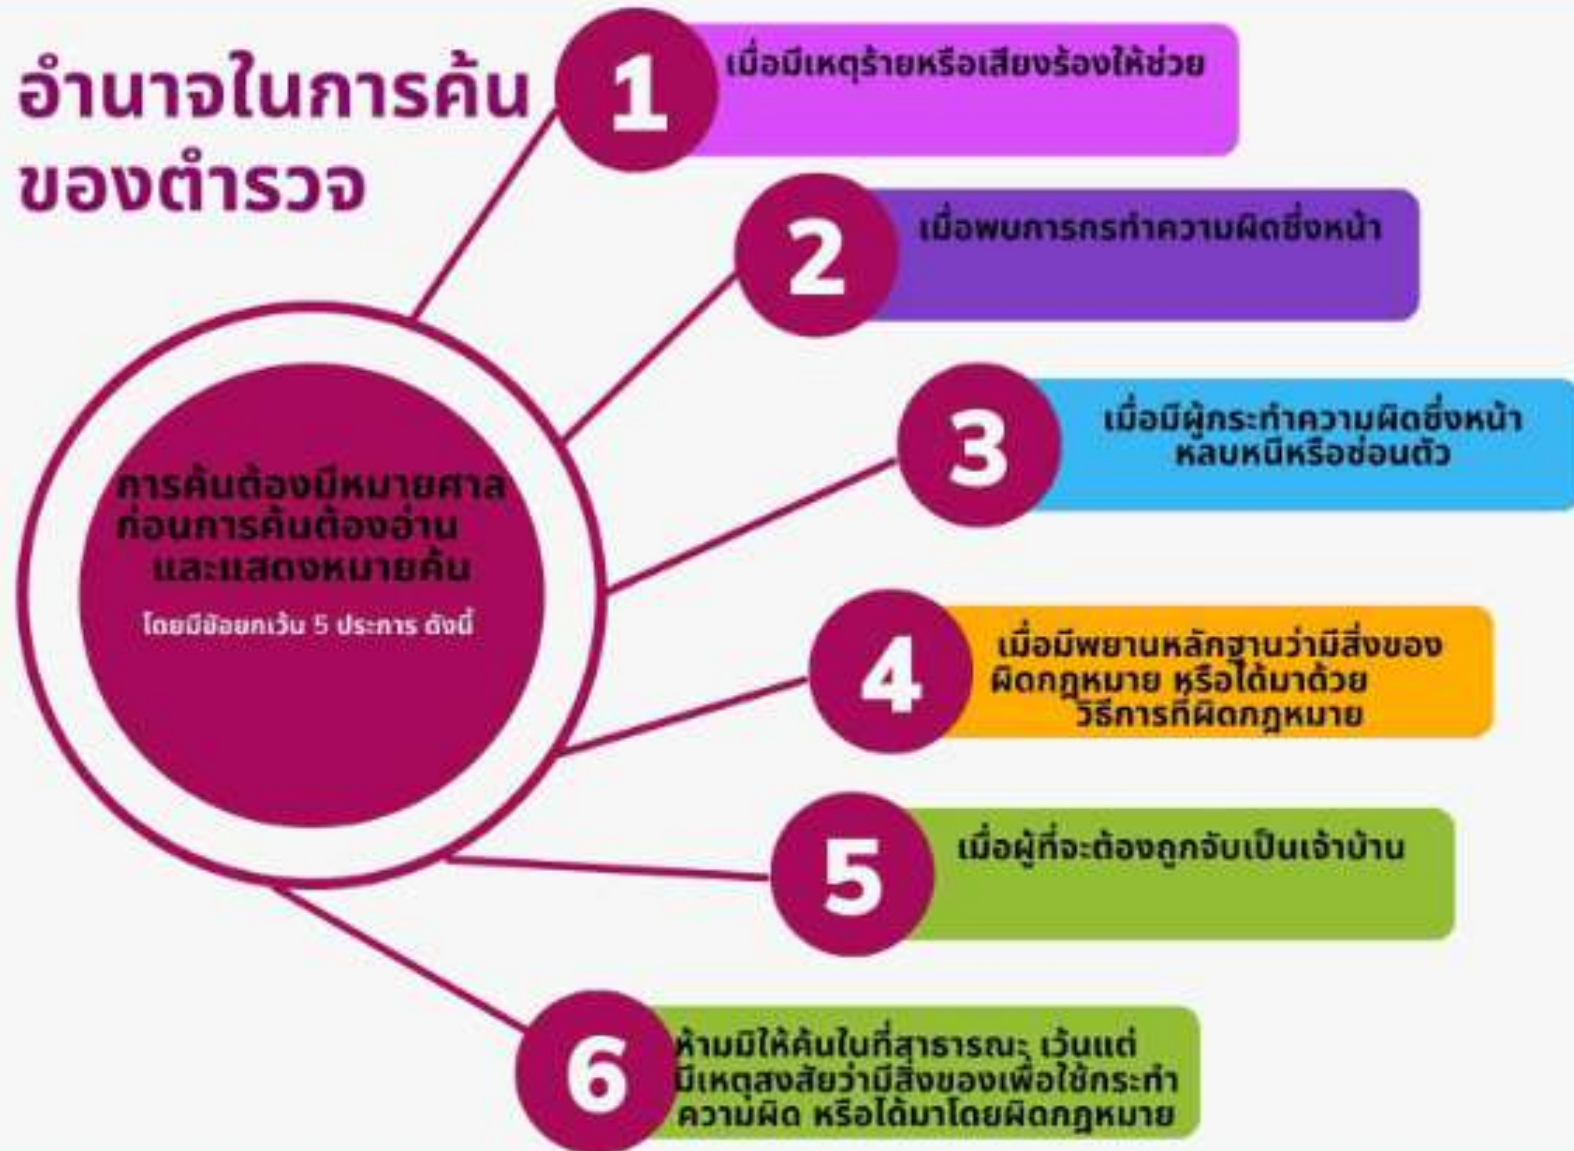 อำนาจในการค้น
ของตำรวจ
1
เมื่อมีเหตุร้ายหรือเสียงร้องให้ช่วย
2
เมื่อพบการกรทำความผิดซึ่งหน้า
3
เมื่อมีผู้กระทำความผิดซึ่งหน้า
หลบหนีหรือซ่อนตัว
การค้นต้องมีหมายศาล
ก่อนการค้นต้องอ่าน
และแสดงหมายค้น
โดยมีข้อยกเว้น 5 ประการ ดังนี้
4
เมื่อมีพยานหลักฐานว่ามีสิ่งของ
ผิดกฎหมาย หรือได้มาด้วย
วิธีการที่ผิดกฎหมาย
5
เมื่อผู้ที่จะต้องถูกจับเป็นเจ้าบ้าน
6
ห้ามมิให้ค้นในที่สาธารณะ เว้นแต่
มีเหตุสงสัยว่ามีสิ่งของเพื่อใช้กระทำ
ความผิด หรือได้มาโดยผิดกฎหมาย